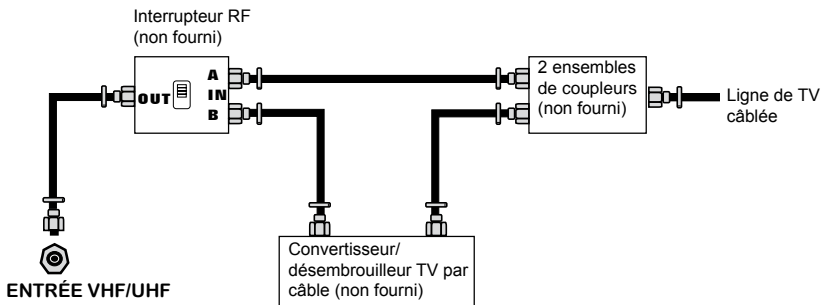 Interrupteur RF
(non fourni)
OUT
A
IN
B
2 ensembles
de coupleurs
(non fourni)
Ligne de TV
câblée
Convertisseur/
désembrouilleur TV par
câble (non fourni)
ENTRÉE VHF/UHF